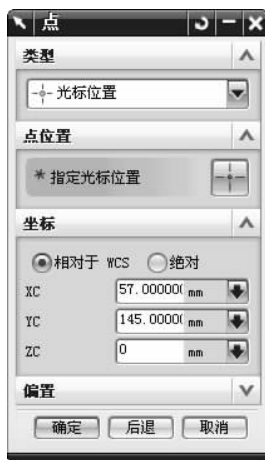 点
类型
光标位置
点位置
* 指定光标位置
坐标
相对于 WCS 绝对
XC 57.00000 mm
YC 145.0000 mm
ZC 0 mm
偏置
确定 后退 取消